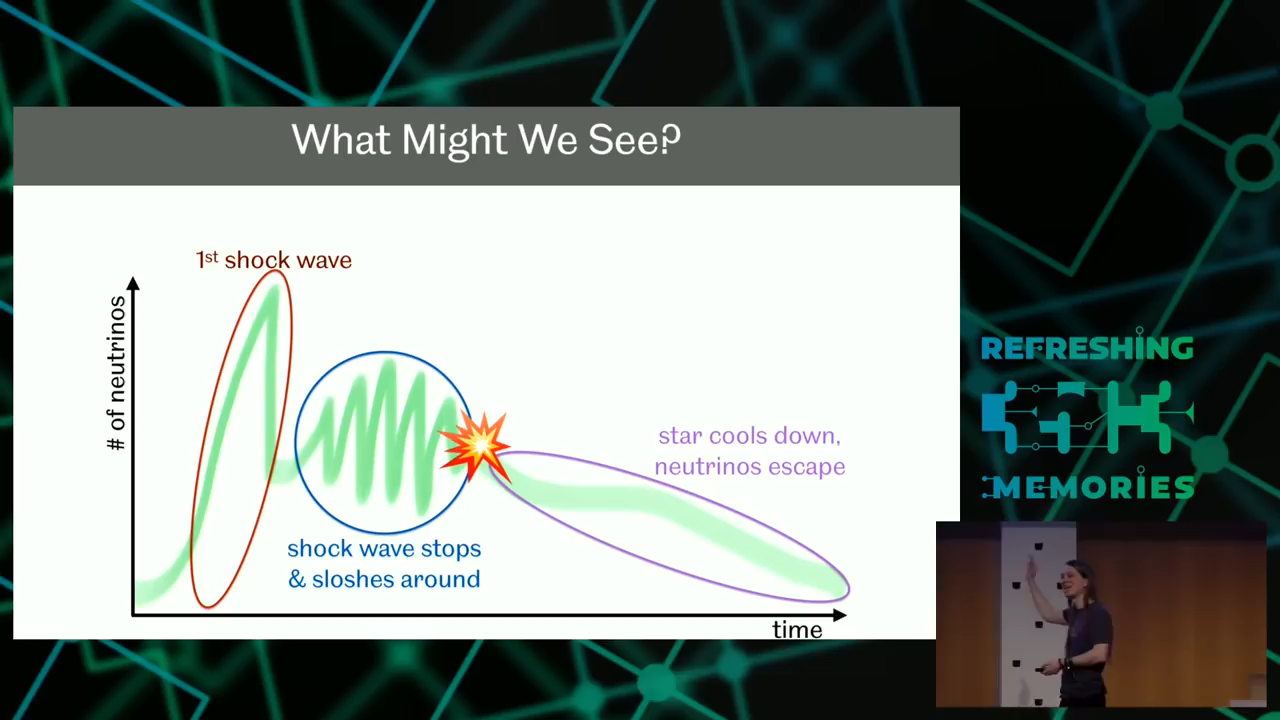 What Might We See?
1st shock wave
# of neutrinos
star cools down,
neutrinos escape
shock wave stops
& sloshes around
time
REFRESHING
MEMORIES